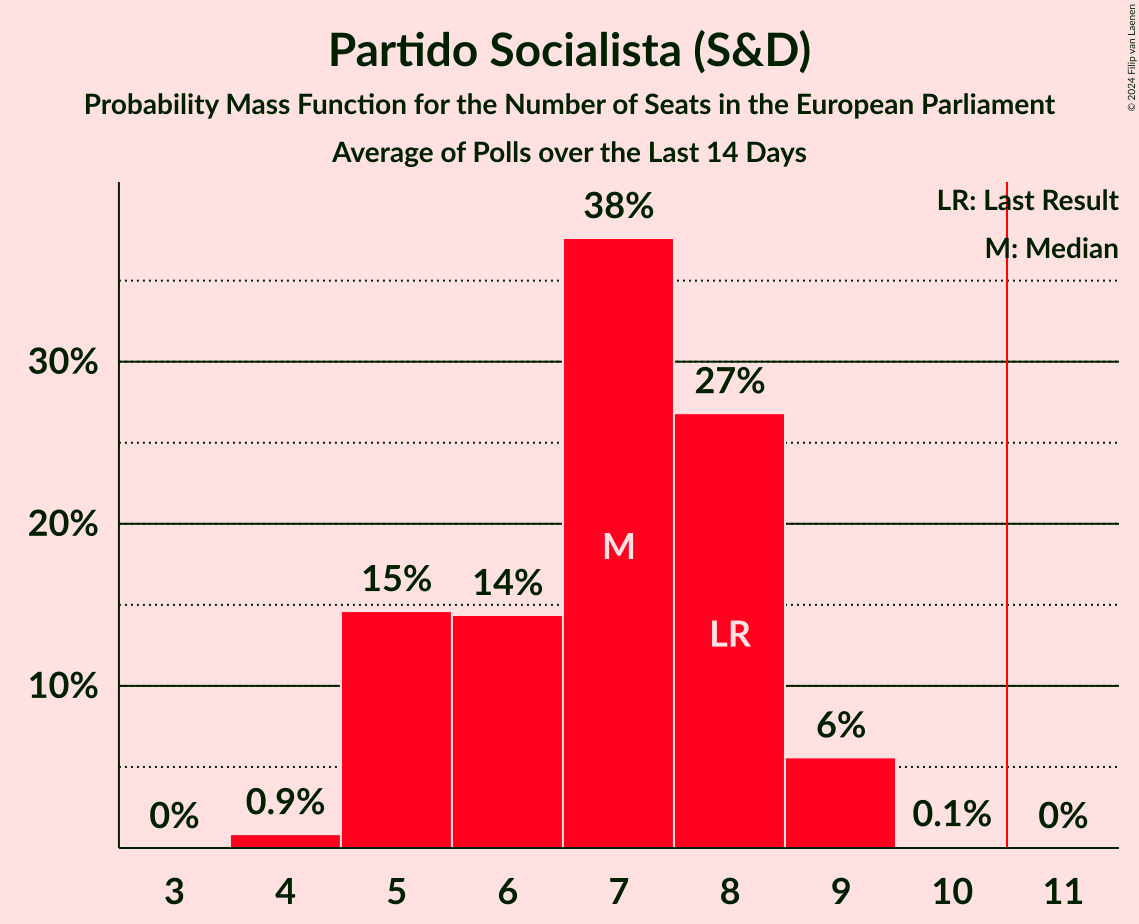 Partido Socialista (S&D)
Probability Mass Function for the Number of Seats in the European Parliament
Average of Polls over the Last 14 Days
© 2024 Filip van Laenen
LR: Last Result
M: Median
38%
30%
27%
20%
M
15%
14%
LR
10%
6%
0%
0.9%
0.1%
0%
3 4 5 6 7 8 9 10 11